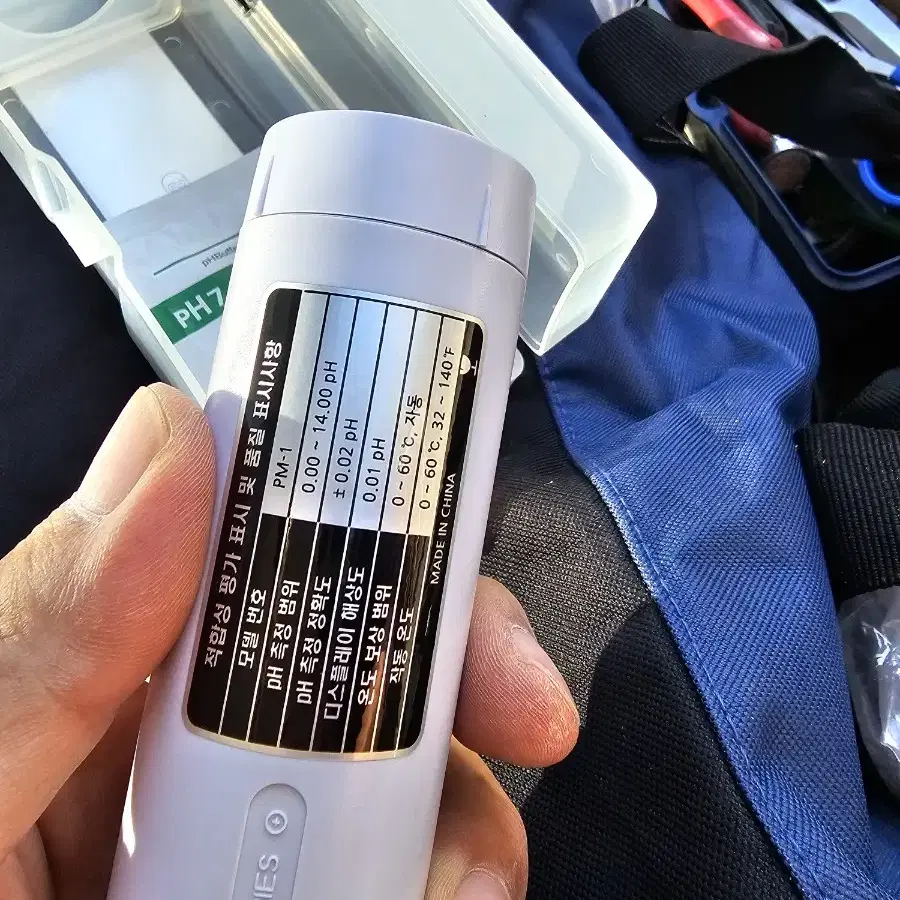 적합성 평가 표시 및 품질 표시사항
모델 번호 PM-1
pH 측정 범위 0.00 ~ 14.00 pH
pH 측정 정확도 ± 0.02 pH
디스플레이 해상도 0.01 pH
온도 보상 범위 0 ~ 60 ℃, 자동
작동 온도 0 ~ 60 ℃, 32 ~ 140℉
MADE IN CHINA
PH 7